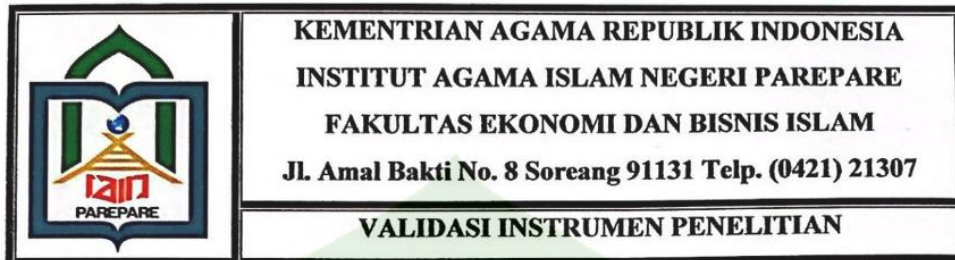 KEMENTRIAN AGAMA REPUBLIK INDONESIA
INSTITUT AGAMA ISLAM NEGERI PAREPARE
FAKULTAS EKONOMI DAN BISNIS ISLAM
Jl. Amal Bakti No. 8 Soreang 91131 Telp. (0421) 21307
VALIDASI INSTRUMEN PENELITIAN
iain
PAREPARE